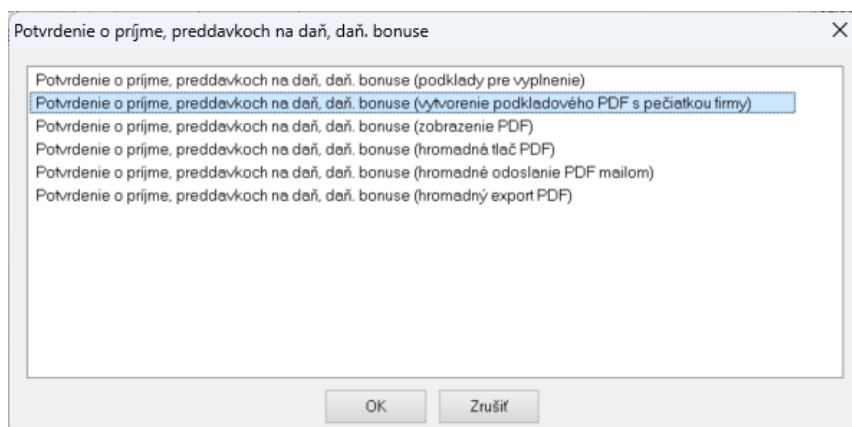 Potvrdenie o príjme, preddavkoch na daň, daň. bonuse
Potvrdenie o príjme, preddavkoch na daň, daň. bonuse (podklady pre vyplnenie)
Potvrdenie o príjme, preddavkoch na daň, daň. bonuse (vytvorenie podkladového PDF s pečiatkou firmy)
Potvrdenie o príjme, preddavkoch na daň, daň. bonuse (zobrazenie PDF)
Potvrdenie o príjme, preddavkoch na daň, daň. bonuse (hromadná tlač PDF)
Potvrdenie o príjme, preddavkoch na daň, daň. bonuse (hromadné odoslanie PDF mailom)
Potvrdenie o príjme, preddavkoch na daň, daň. bonuse (hromadný export PDF)
OK Zrušiť